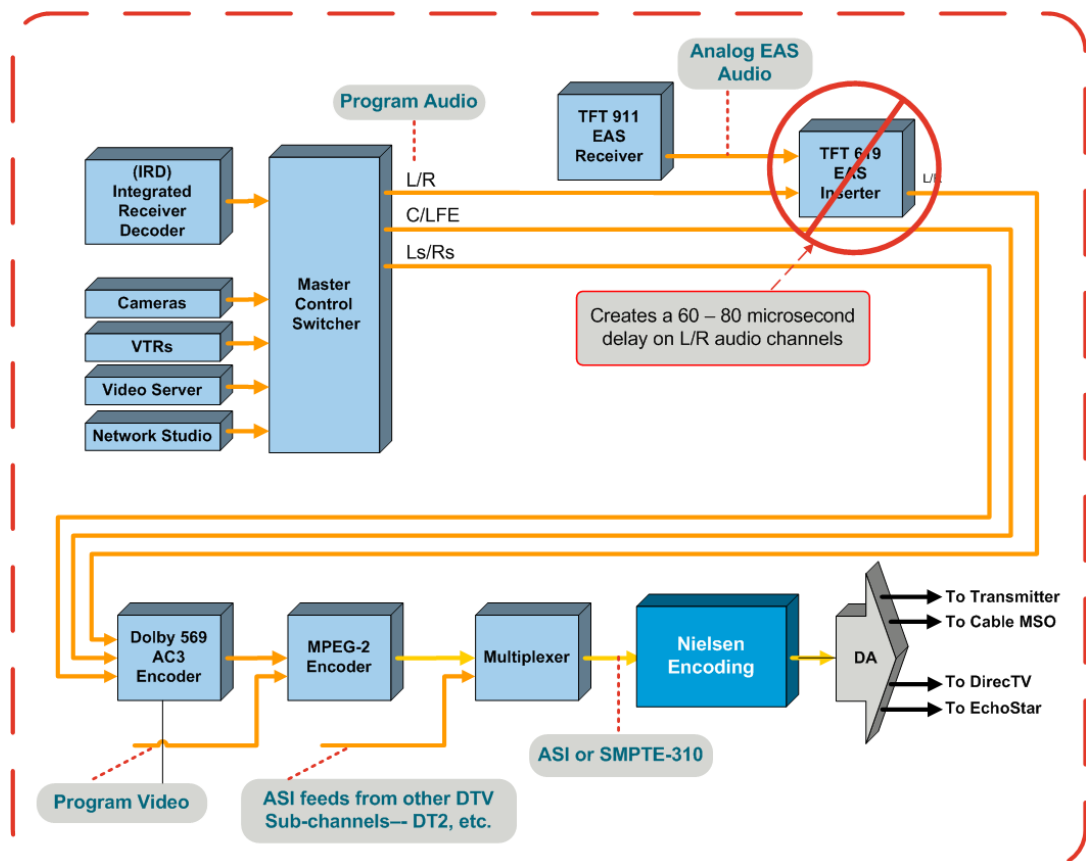 Analog EAS
Audio
Program Audio
TFT 911
EAS
Receiver
TFT 619
EAS
Inserter
(IRD)
Integrated
Receiver
Decoder
L/R
L/R
C/LFE
Ls/Rs
Master
Control
Switcher
Cameras
VTRs
Video Server
Network Studio
Creates a 60 – 80 microsecond
delay on L/R audio channels
Dolby 569
AC3
Encoder
MPEG-2
Encoder
Multiplexer
Nielsen
Encoding
DA
To Transmitter
To Cable MSO
To DirecTV
To EchoStar
ASI or SMPTE-310
Program Video
ASI feeds from other DTV
Sub-channels–- DT2, etc.